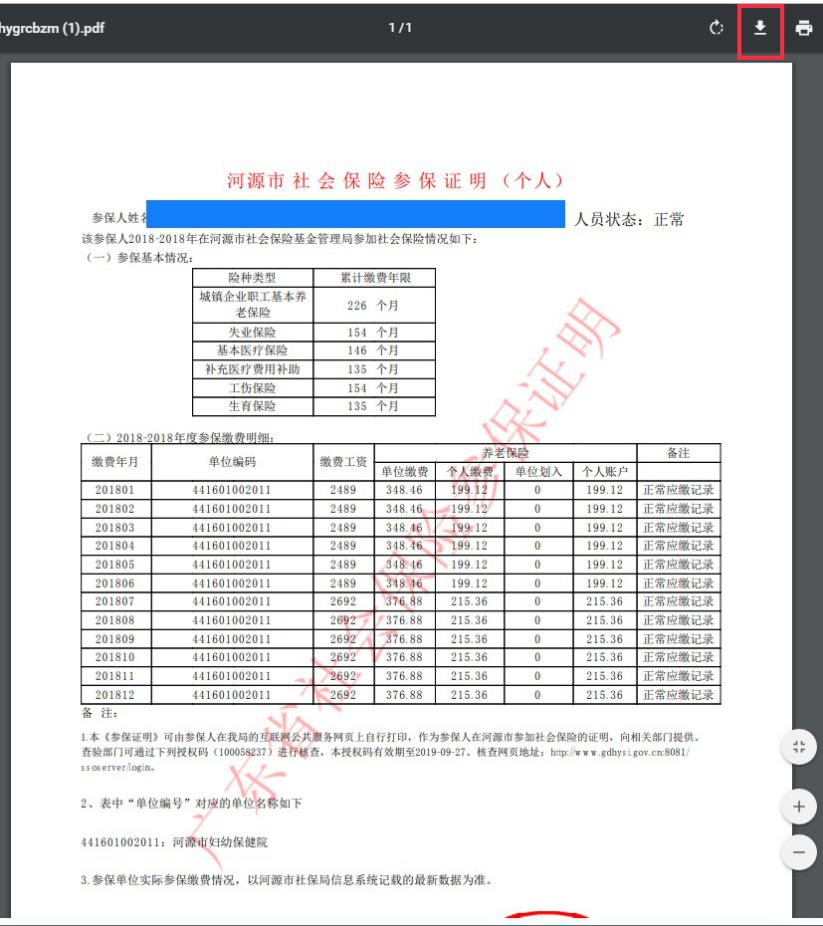 hygrcbzm (1).pdf
1 / 1
河源市社会保险参保证明（个人）
参保人姓名
人员状态：正常
该参保人2018-2018年在河源市社会保险基金管理局参加社会保险情况如下：
（一）参保基本情况：
险种类型 累计缴费年限
城镇企业职工基本养
老保险 226 个月
失业保险 154 个月
基本医疗保险 146 个月
补充医疗费用补助 135 个月
工伤保险 154 个月
生育保险 135 个月
（二）2018-2018年度参保缴费明细：
缴费年月 单位编码 缴费工资 养老保险 备注
单位缴费 个人缴费 单位划入 个人账户
201801 441601002011 2489 348.46 199.12 0 199.12 正常应缴记录
201802 441601002011 2489 348.46 199.12 0 199.12 正常应缴记录
201803 441601002011 2489 348.46 199.12 0 199.12 正常应缴记录
201804 441601002011 2489 348.46 199.12 0 199.12 正常应缴记录
201805 441601002011 2489 348.46 199.12 0 199.12 正常应缴记录
201806 441601002011 2489 348.46 199.12 0 199.12 正常应缴记录
201807 441601002011 2692 376.88 215.36 0 215.36 正常应缴记录
201808 441601002011 2692 376.88 215.36 0 215.36 正常应缴记录
201809 441601002011 2692 376.88 215.36 0 215.36 正常应缴记录
201810 441601002011 2692 376.88 215.36 0 215.36 正常应缴记录
201811 441601002011 2692 376.88 215.36 0 215.36 正常应缴记录
201812 441601002011 2692 376.88 215.36 0 215.36 正常应缴记录
备 注：
1.本《参保证明》可由参保人在我局的互联网公共服务网页上自行打印，作为参保人在河源市参加社会保险的证明，向相关部门提供。
查验部门可通过下列授权码（100058237）进行核查，本授权码有效期至2019-09-27。核查网页地址：http://www.gdhysi.gov.cn:8081/
ssoserver/login。
2、表中“单位编号”对应的单位名称如下
441601002011：河源市妇幼保健院
3.参保单位实际参保缴费情况，以河源市社保局信息系统记载的最新数据为准。
广东省社会保险参保证明